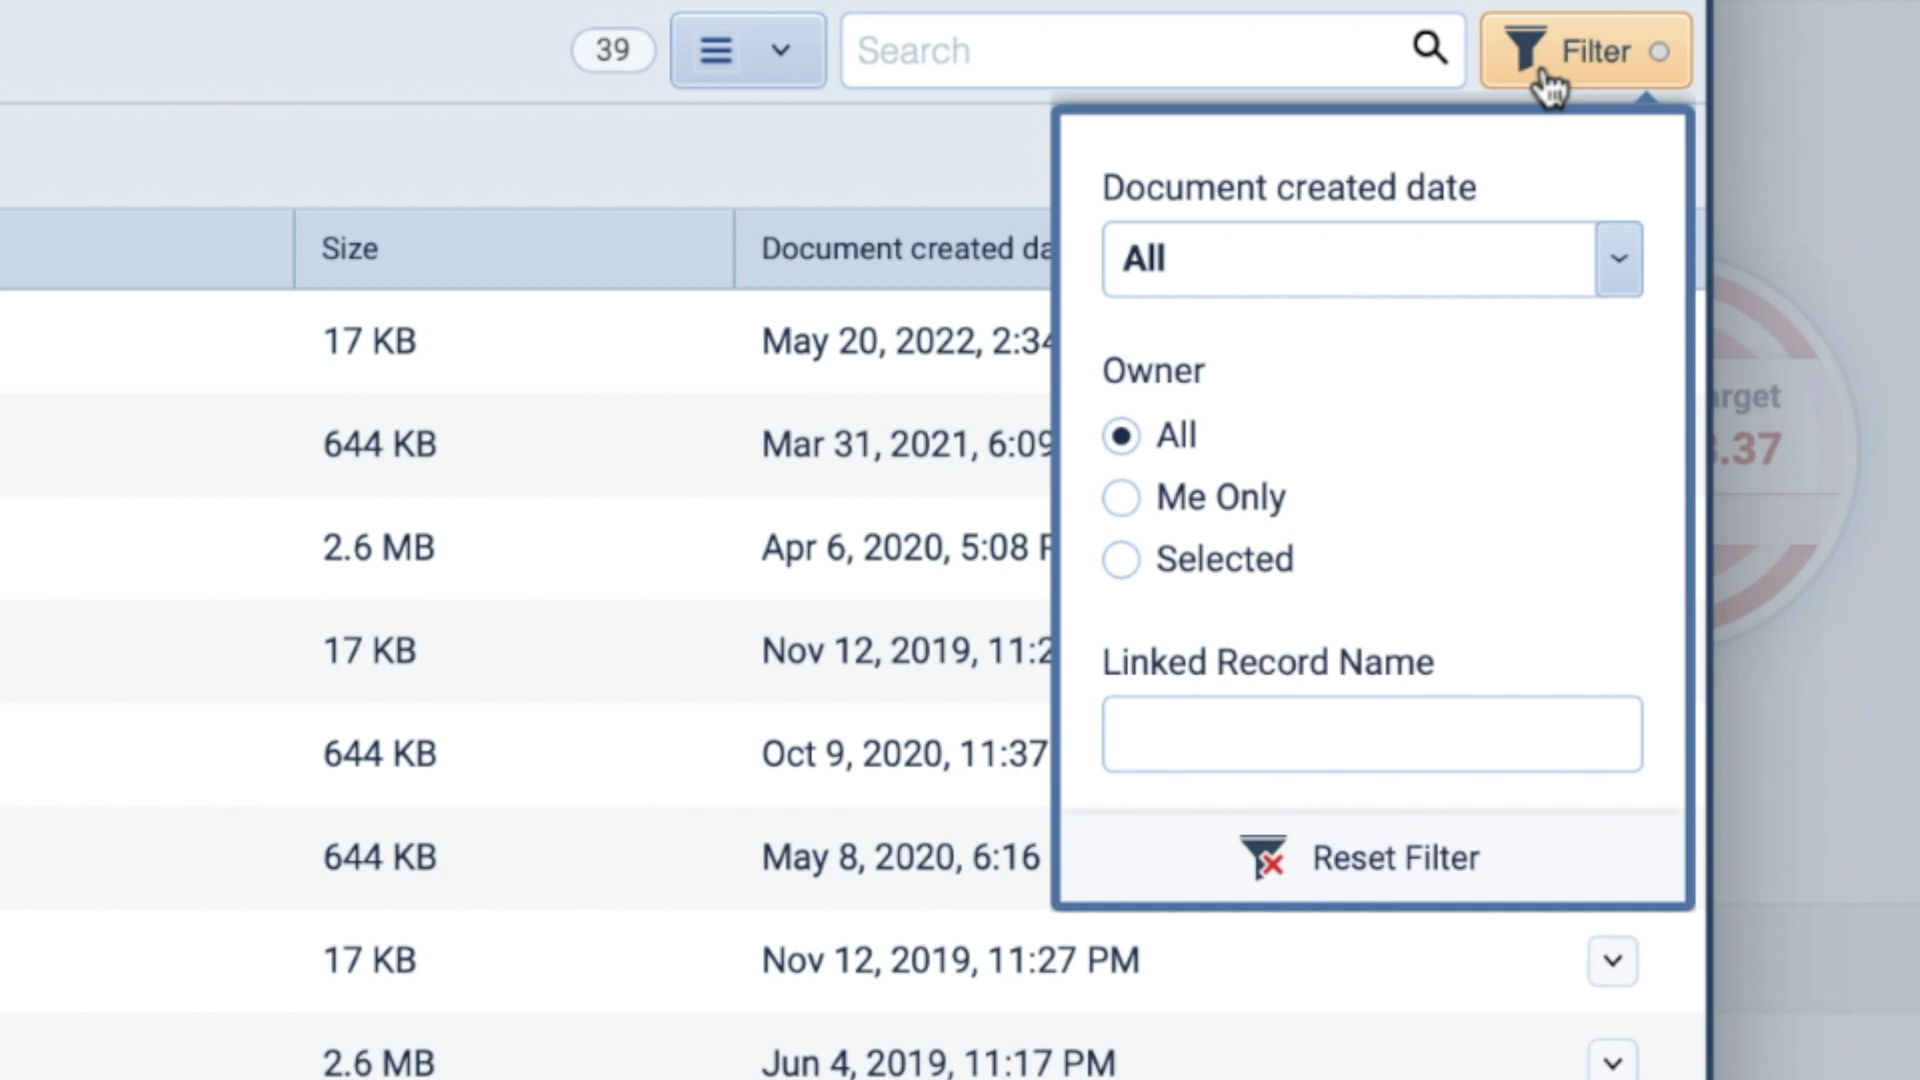 39
Search
Filter
Size
Document created da
17 KB
May 20, 2022, 2:34
644 KB
Mar 31, 2021, 6:09
2.6 MB
Apr 6, 2020, 5:08
17 KB
Nov 12, 2019, 11:2
644 KB
Oct 9, 2020, 11:37
644 KB
May 8, 2020, 6:16
17 KB
Nov 12, 2019, 11:27 PM
2.6 MB
Jun 4, 2019, 11:17 PM
Document created date
All
Owner
All
Me Only
Selected
Linked Record Name
Reset Filter
arget
3.37